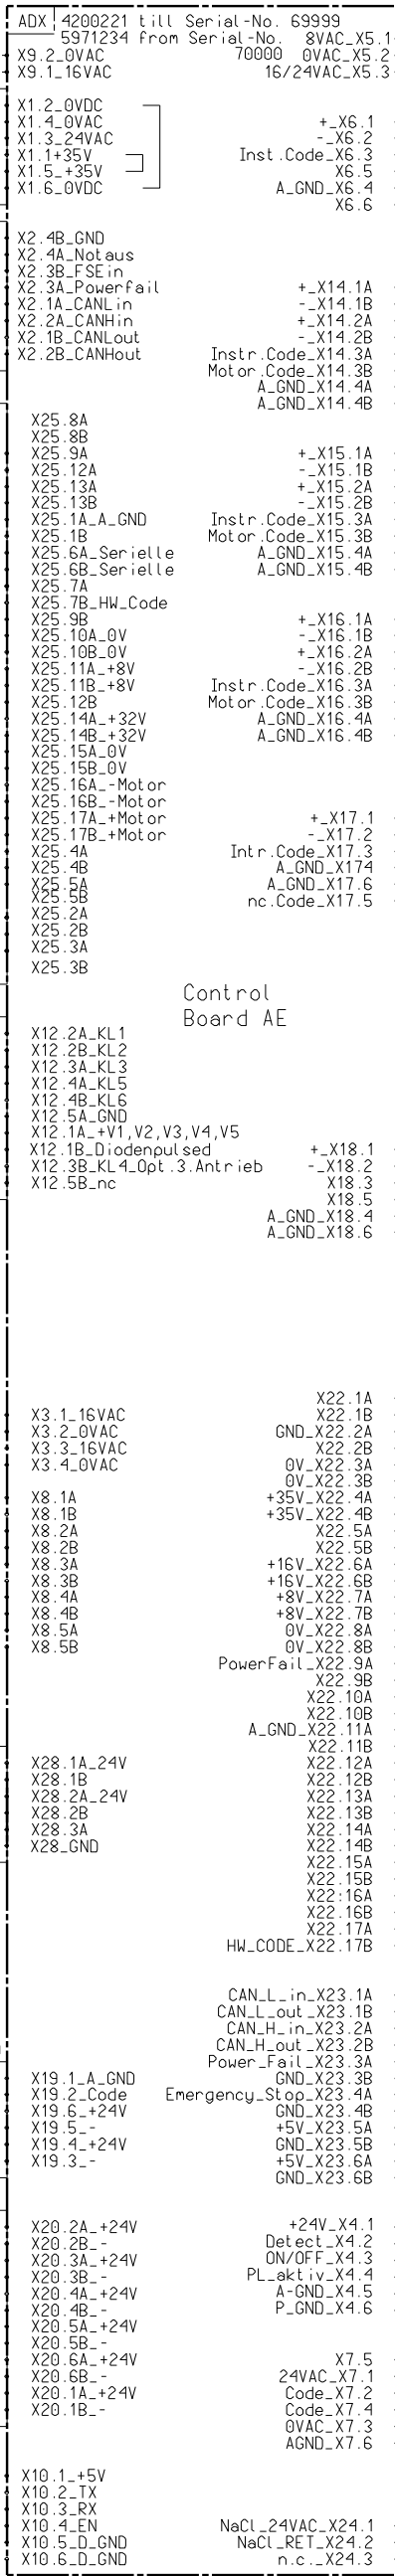 ADX 4200221 till Serial-No. 69999
5971234 from Serial-No. 8VAC_X5.1
X9.2_0VAC 70000 0VAC_X5.2
X9.1_16VAC 16/24VAC_X5.3
X1.2_0VDC
X1.4_0VAC +_X6.1
X1.3_24VAC -_X6.2
X1.1+35V Inst.Code_X6.3
X1.5_+35V X6.5
X1.6_0VDC A_GND_X6.4
X6.6
X2.4B_GND
X2.4A_Notaus
X2.3B_FSEin
X2.3A_Powerfail +_X14.1A
X2.1A_CANLin -_X14.1B
X2.2A_CANHin +_X14.2A
X2.1B_CANLout -_X14.2B
X2.2B_CANHout Instr.Code_X14.3A
Motor.Code_X14.3B
A_GND_X14.4A
A_GND_X14.4B
X25.8A
X25.8B
X25.9A +_X15.1A
X25.12A -_X15.1B
X25.13A +_X15.2A
X25.13B -_X15.2B
X25.1A_A_GND Instr.Code_X15.3A
X25.1B Motor.Code_X15.3B
X25.6A_Serielle A_GND_X15.4A
X25.6B_Serielle A_GND_X15.4B
X25.7A
X25.7B_HW_Code
X25.9B +_X16.1A
X25.10A_0V -_X16.1B
X25.10B_0V +_X16.2A
X25.11A_+8V -_X16.2B
X25.11B_+8V Instr.Code_X16.3A
X25.12B Motor.Code_X16.3B
X25.14A_+32V A_GND_X16.4A
X25.14B_+32V A_GND_X16.4B
X25.15A_0V
X25.15B_0V
X25.16A_-Motor
X25.16B_-Motor
X25.17A_+Motor +_X17.1
X25.17B_+Motor -_X17.2
X25.4A Intr.Code_X17.3
X25.4B A_GND_X174
X25.5A A_GND_X17.6
X25.5B nc.Code_X17.5
X25.2A
X25.2B
X25.3A
X25.3B
Control
Board AE
X12.2A_KL1
X12.2B_KL2
X12.3A_KL3
X12.4A_KL5
X12.4B_KL6
X12.5A_GND
X12.1A_+V1,V2,V3,V4,V5
X12.1B_Diodenpulsed +_X18.1
X12.3B_KL4_Opt.3.Antrieb -_X18.2
X12.5B_nc X18.3
X18.5
A_GND_X18.4
A_GND_X18.6
X22.1A
X3.1_16VAC X22.1B
X3.2_0VAC GND_X22.2A
X3.3_16VAC X22.2B
X3.4_0VAC 0V_X22.3A
0V_X22.3B
X8.1A +35V_X22.4A
X8.1B +35V_X22.4B
X8.2A X22.5A
X8.2B X22.5B
X8.3A +16V_X22.6A
X8.3B +16V_X22.6B
X8.4A +8V_X22.7A
X8.4B +8V_X22.7B
X8.5A 0V_X22.8A
X8.5B 0V_X22.8B
PowerFail_X22.9A
X22.9B
X22.10A
X22.10B
A_GND_X22.11A
X22.11B
X28.1A_24V X22.12A
X28.1B X22.12B
X28.2A_24V X22.13A
X28.2B X22.13B
X28.3A X22.14A
X28_GND X22.14B
X22.15A
X22.15B
X22:16A
X22.16B
X22.17A
HW_CODE_X22.17B
CAN_L_in_X23.1A
CAN_L_out_X23.1B
CAN_H_in_X23.2A
CAN_H_out_X23.2B
Power_Fail_X23.3A
X19.1_A_GND GND_X23.3B
X19.2_Code Emergency_Stop_X23.4A
X19.6_+24V GND_X23.4B
X19.5_- +5V_X23.5A
X19.4_+24V GND_X23.5B
X19.3_- +5V_X23.6A
GND_X23.6B
X20.2A_+24V +24V_X4.1
X20.2B_- Detect_X4.2
X20.3A_+24V ON/OFF_X4.3
X20.3B_- PL_aktiv_X4.4
X20.4A_+24V A-GND_X4.5
X20.4B_- P_GND_X4.6
X20.5A_+24V
X20.5B_-
X20.6A_+24V X7.5
X20.6B_- 24VAC_X7.1
X20.1A_+24V Code_X7.2
X20.1B_- Code_X7.4
0VAC_X7.3
AGND_X7.6
X10.1_+5V
X10.2_TX
X10.3_RX
X10.4_EN NaCl_24VAC_X24.1
X10.5_D_GND NaCl_RET_X24.2
X10.6_D_GND n.c._X24.3